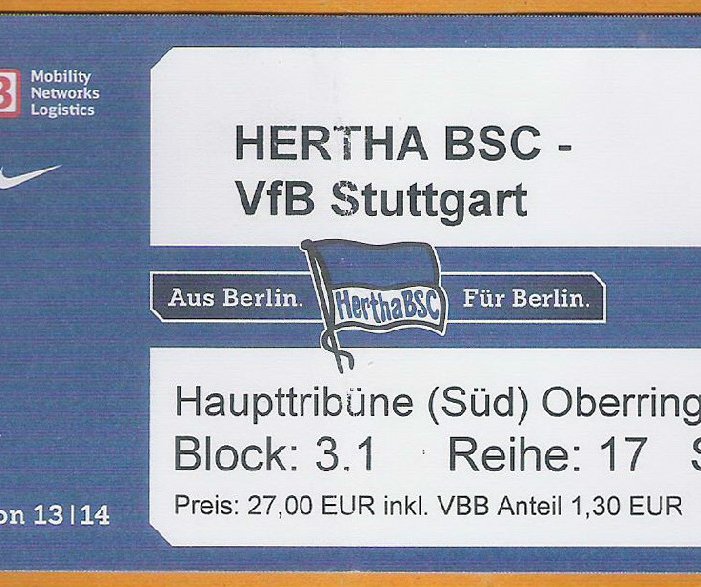 Mobility
Networks
Logistics
HERTHA BSC -
VfB Stuttgart
Aus Berlin.
HerthaBSC
Für Berlin.
Haupttribüne (Süd) Oberring
Block: 3.1 Reihe: 17 S
Preis: 27,00 EUR inkl. VBB Anteil 1,30 EUR
on 13|14